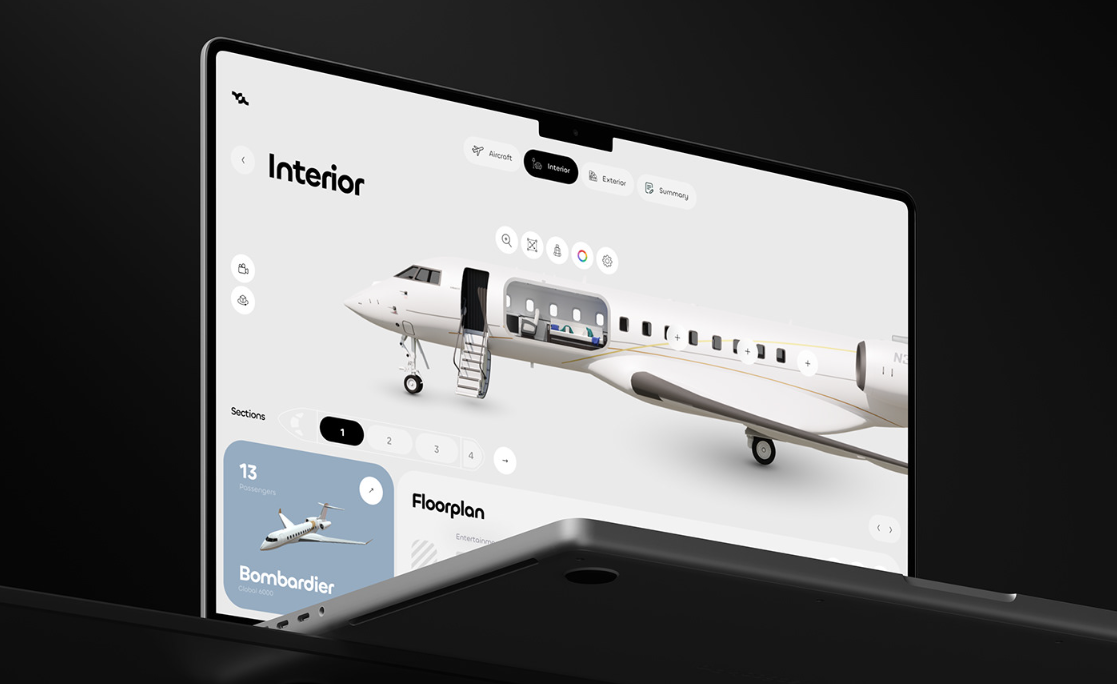 Interior
Aircraft
Interior
Exterior
Summary
Sections
1
2
3
4
13
Passengers
Bombardier
Floorplan